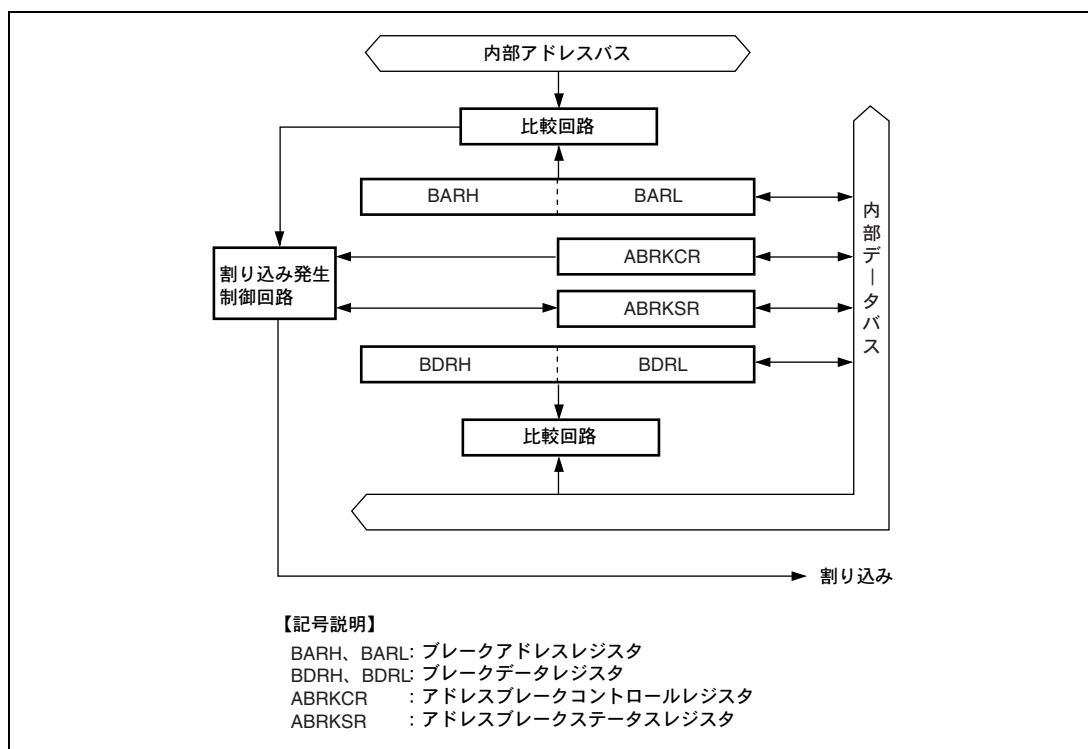 内部アドレスバス
比較回路
BARH BARL
内部データバス
ABRKCR
割り込み発生
制御回路
ABRKSR
BDRH BDRL
比較回路
割り込み
【記号説明】
BARH、BARL: ブレークアドレスレジスタ
BDRH、BDRL: ブレークデータレジスタ
ABRKCR : アドレスブレークコントロールレジスタ
ABRKSR : アドレスブレークステータスレジスタ